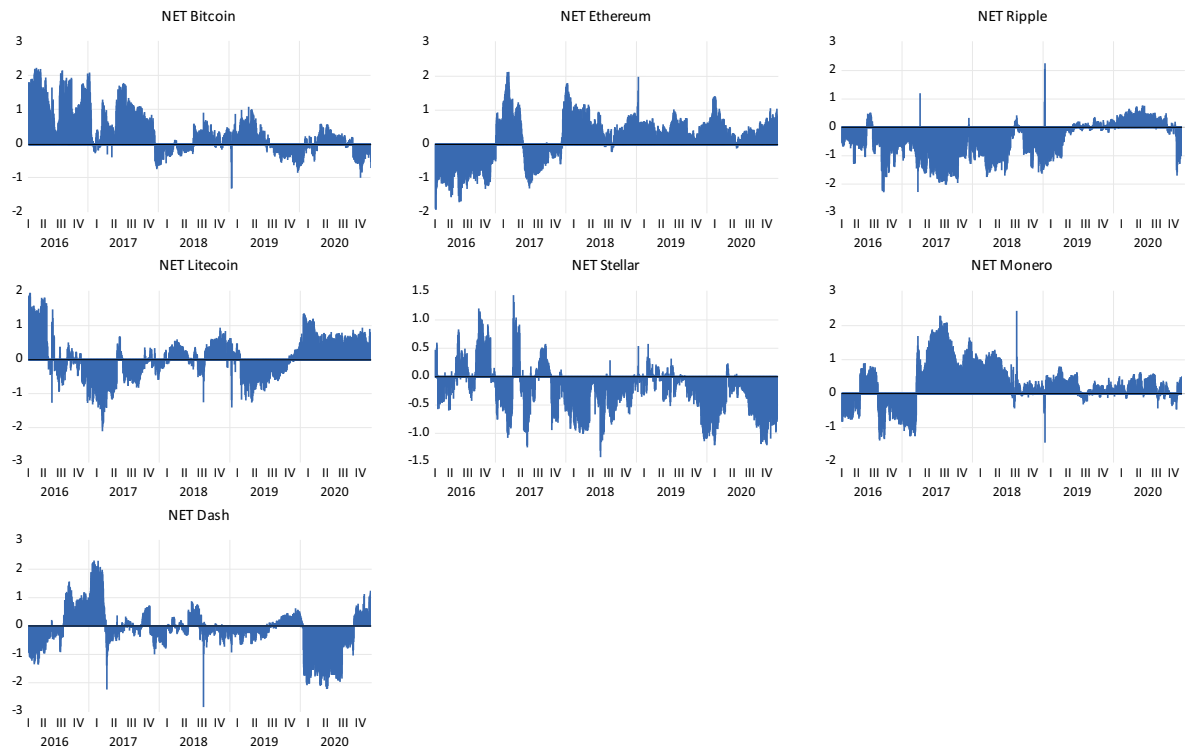 NET Bitcoin
3
2
1
0
-1
-2
I II III IV I II III IV I II III IV I II III IV I II III IV
2016 2017 2018 2019 2020
NET Ethereum
3
2
1
0
-1
-2
I II III IV I II III IV I II III IV I II III IV I II III IV
2016 2017 2018 2019 2020
NET Ripple
3
2
1
0
-1
-2
-3
I II III IV I II III IV I II III IV I II III IV I II III IV
2016 2017 2018 2019 2020
NET Litecoin
2
1
0
-1
-2
-3
I II III IV I II III IV I II III IV I II III IV I II III IV
2016 2017 2018 2019 2020
NET Stellar
1.5
1.0
0.5
0.0
-0.5
-1.0
-1.5
I II III IV I II III IV I II III IV I II III IV I II III IV
2016 2017 2018 2019 2020
NET Monero
3
2
1
0
-1
-2
I II III IV I II III IV I II III IV I II III IV I II III IV
2016 2017 2018 2019 2020
NET Dash
3
2
1
0
-1
-2
-3
I II III IV I II III IV I II III IV I II III IV I II III IV
2016 2017 2018 2019 2020